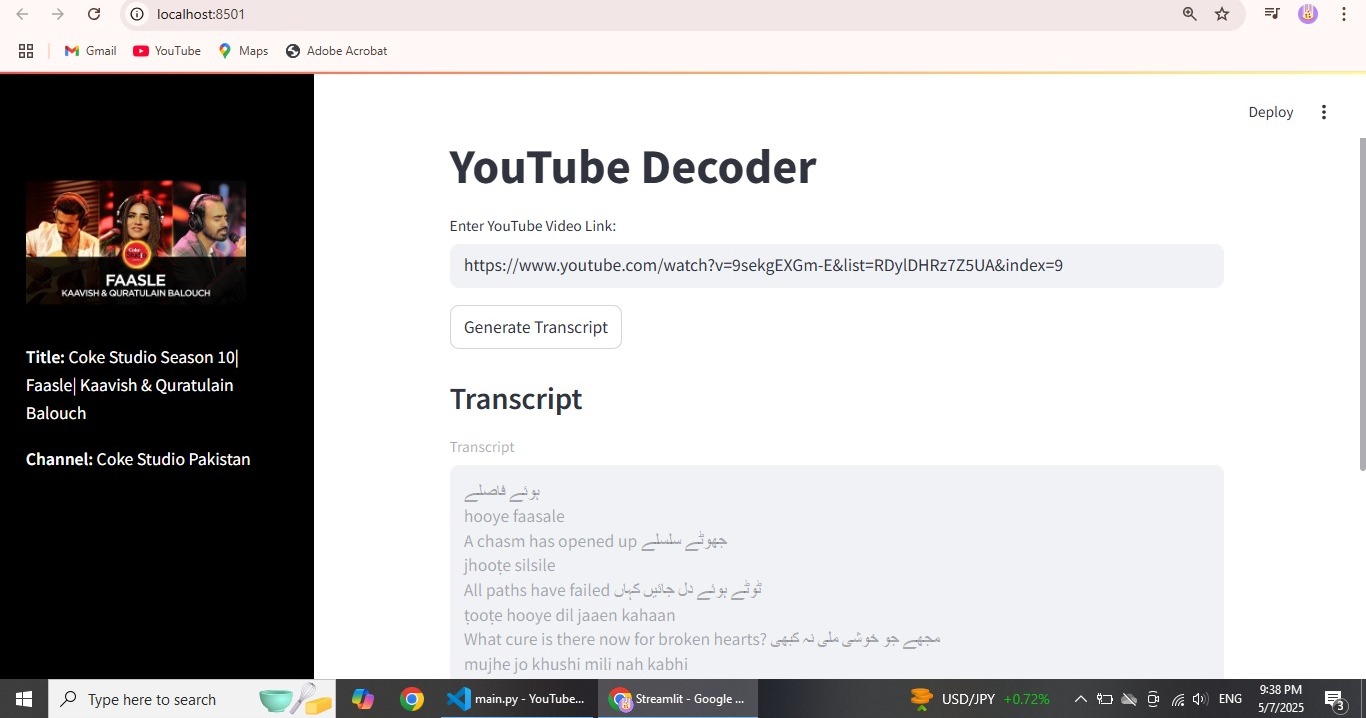 localhost:8501
Gmail YouTube Maps Adobe Acrobat
Deploy
Coke Studio
FAASLE
KAAVISH & QURATULAIN BALOUCH
Title: Coke Studio Season 10|
Faasle| Kaavish & Quratulain
Balouch
Channel: Coke Studio Pakistan
YouTube Decoder
Enter YouTube Video Link:
https://www.youtube.com/watch?v=9sekgEXGm-E&list=RDylDHRz7Z5UA&index=9
Generate Transcript
Transcript
Transcript
ہوئے فاصلے
hooye faasale
A chasm has opened up جھوٹے سلسلے
jhooṭe silsile
All paths have failed ٹوٹے ہوئے دل جائیں کہاں
ṭooṭe hooye dil jaaen kahaan
What cure is there now for broken hearts? مجھے جو خوشی ملی نہ کبھی
mujhe jo khushi mili nah kabhi
Type here to search
main.py - YouTube...
Streamlit - Google ...
USD/JPY +0.72%
ENG
9:38 PM
5/7/2025
3